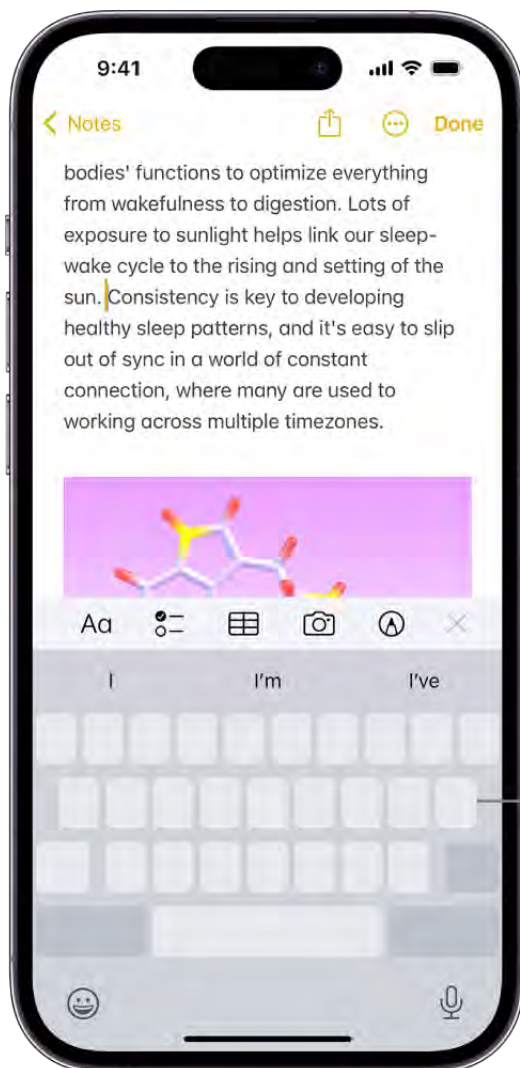 9:41
Notes
Done
bodies' functions to optimize everything
from wakefulness to digestion. Lots of
exposure to sunlight helps link our sleep-
wake cycle to the rising and setting of the
sun. Consistency is key to developing
healthy sleep patterns, and it's easy to slip
out of sync in a world of constant
connection, where many are used to
working across multiple timezones.
Aa
I I'm I've